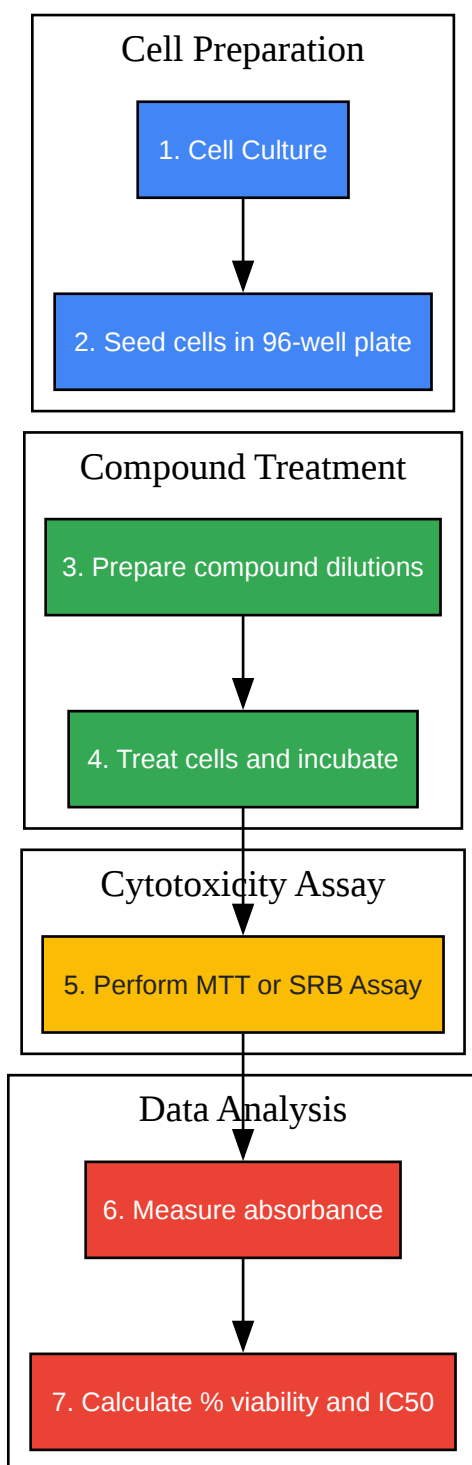 Cell Preparation
1. Cell Culture
2. Seed cells in 96-well plate
Compound Treatment
3. Prepare compound dilutions
4. Treat cells and incubate
Cytotoxicity Assay
5. Perform MTT or SRB Assay
Data Analysis
6. Measure absorbance
7. Calculate % viability and IC50